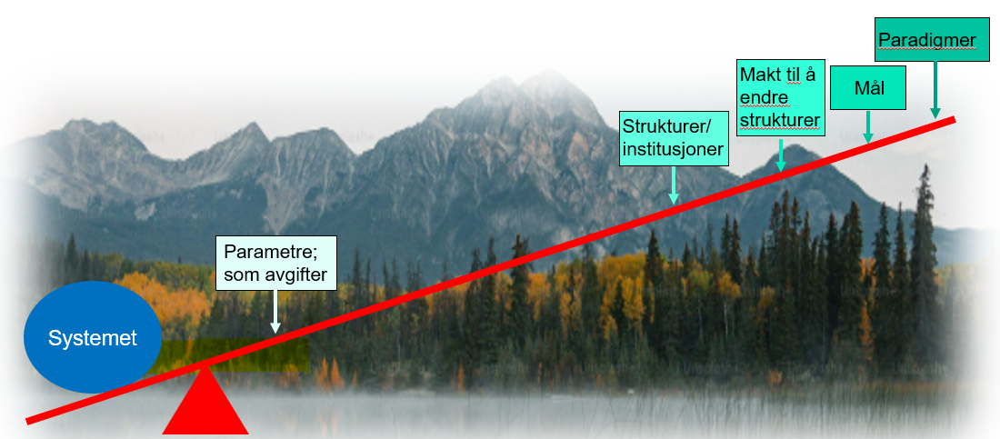 Paradigmer
Makt til å
endre
strukturer
Mål
Strukturer/
institusjoner
Parametre;
som avgifter
Systemet